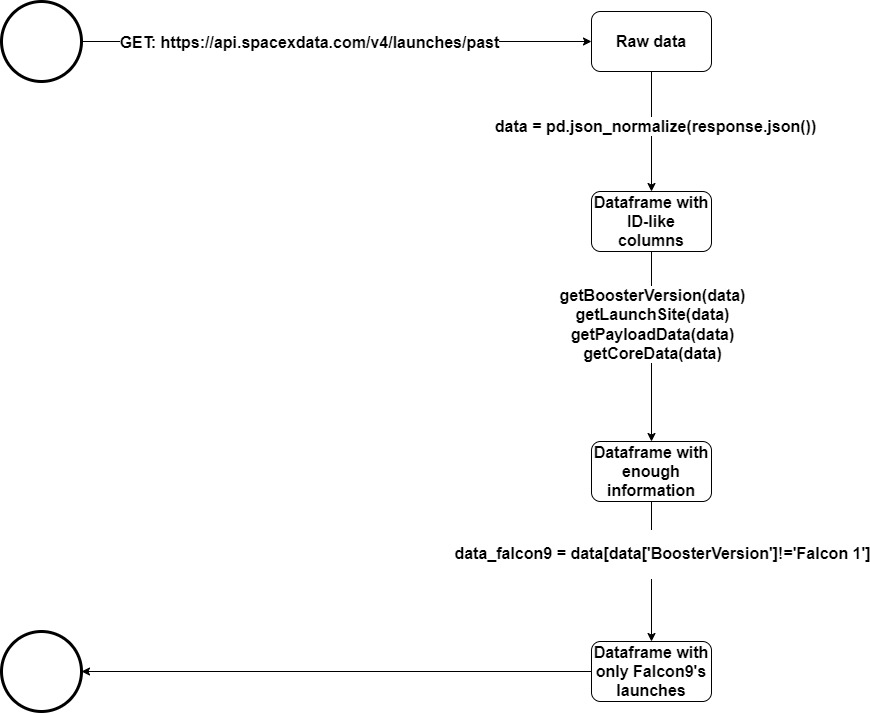 GET: https://api.spacexdata.com/v4/launches/past
Raw data
data = pd.json_normalize(response.json())
Dataframe with
ID-like
columns
getBoosterVersion(data)
getLaunchSite(data)
getPayloadData(data)
getCoreData(data)
Dataframe with
enough
information
data_falcon9 = data[data['BoosterVersion']!='Falcon 1']
Dataframe with
only Falcon9's
launches